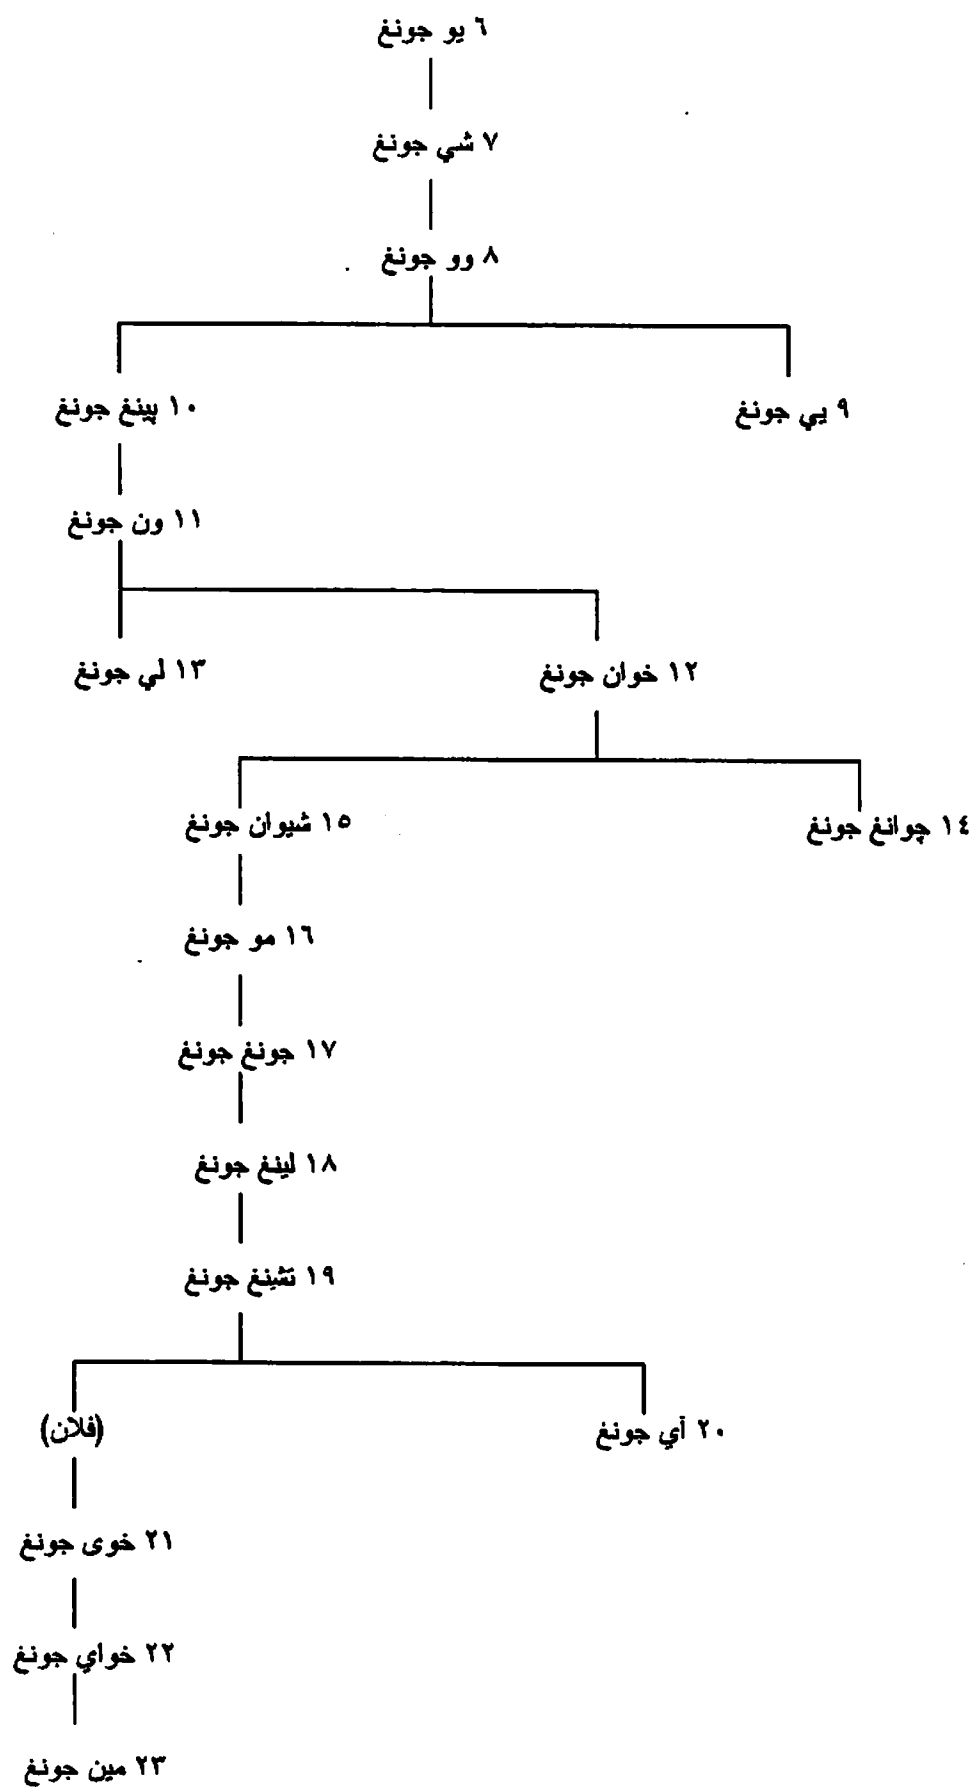 ٦ يو جونغ
٧ شي جونغ
٨ وو جونغ
٩ يي جونغ
١٠ پينغ جونغ
١١ ون جونغ
١٢ خوان جونغ
١٣ لي جونغ
١٤ چوانغ جونغ
١٥ شيوان جونغ
١٦ مو جونغ
١٧ جونغ جونغ
١٨ لينغ جونغ
١٩ تشينغ جونغ
٢٠ آي جونغ
(فلان)
٢١ خوى جونغ
٢٢ خواي جونغ
٢٣ مين جونغ